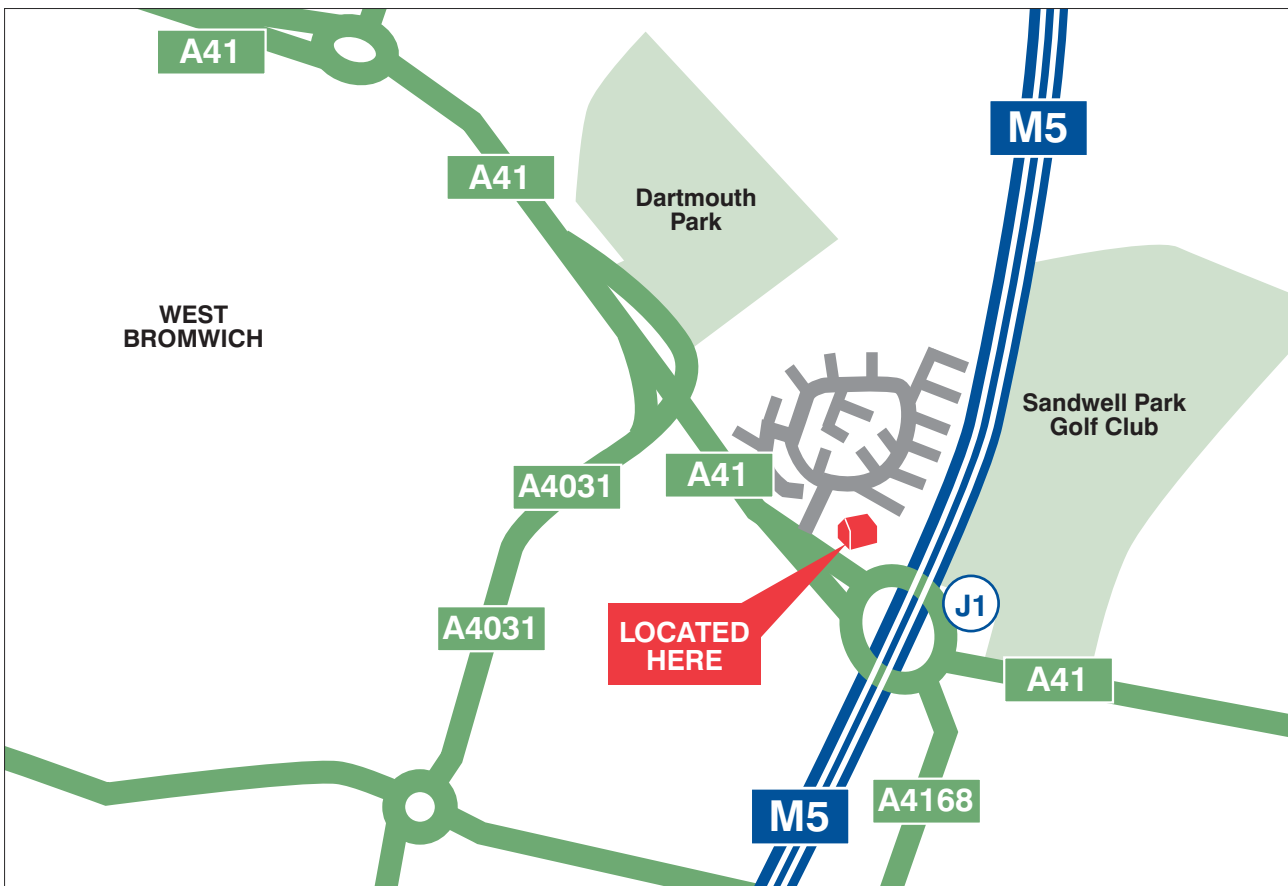 A41
M5
A41
Dartmouth
Park
WEST
BROMWICH
Sandwell Park
Golf Club
A41
A4031
J1
A4031
LOCATED
HERE
A41
A4168
M5